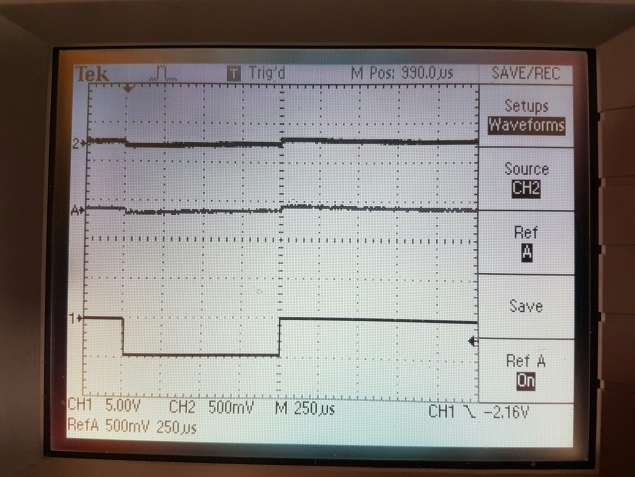 Tek T Trig'd M Pos: 990.0µs SAVE/REC
Setups
Waveforms
2
Source
CH2
A
Ref
A
Save
1
Ref A
On
CH1 5.00V CH2 500mV M 250µs CH1 -2.16V
RefA 500mV 250µs